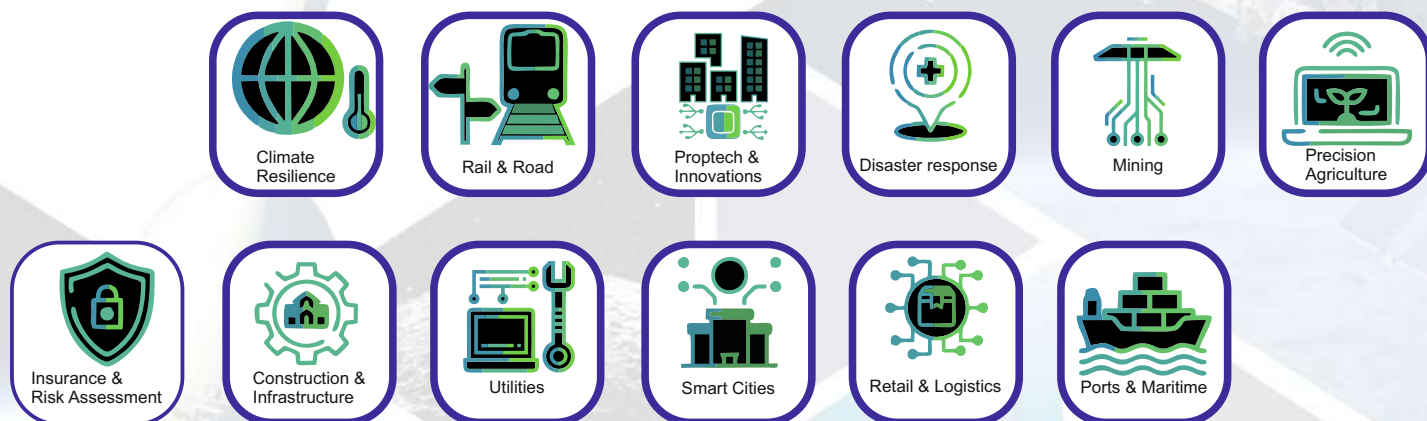 Climate
Resilience
Rail & Road
Proptech &
Innovations
Disaster response
Mining
Precision
Agriculture
Insurance &
Risk Assessment
Construction &
Infrastructure
Utilities
Smart Cities
Retail & Logistics
Ports & Maritime